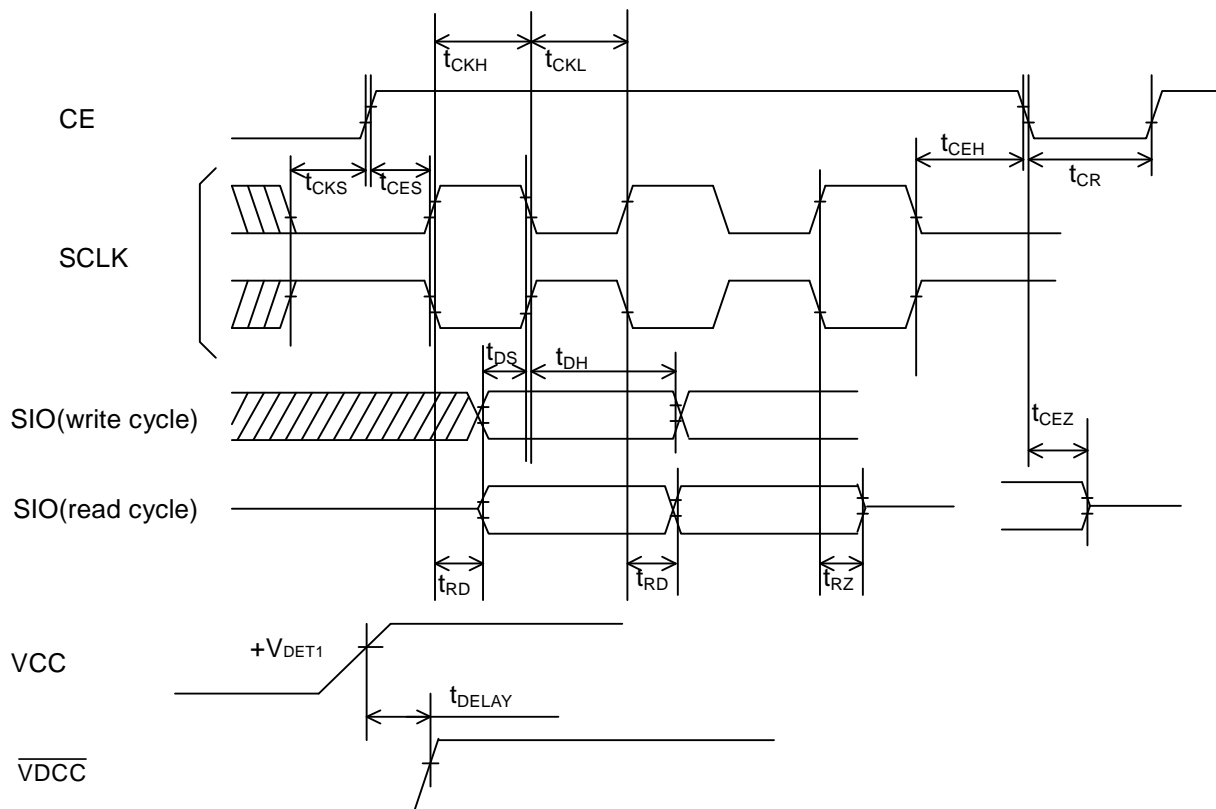 tCKH
tCKL
CE
tCEH
tCKS
tCES
tCR
SCLK
tDS
tDH
SIO(write cycle)
tCEZ
SIO(read cycle)
tRD
tRD
tRZ
+VDET1
VCC
tDELAY
VDCC